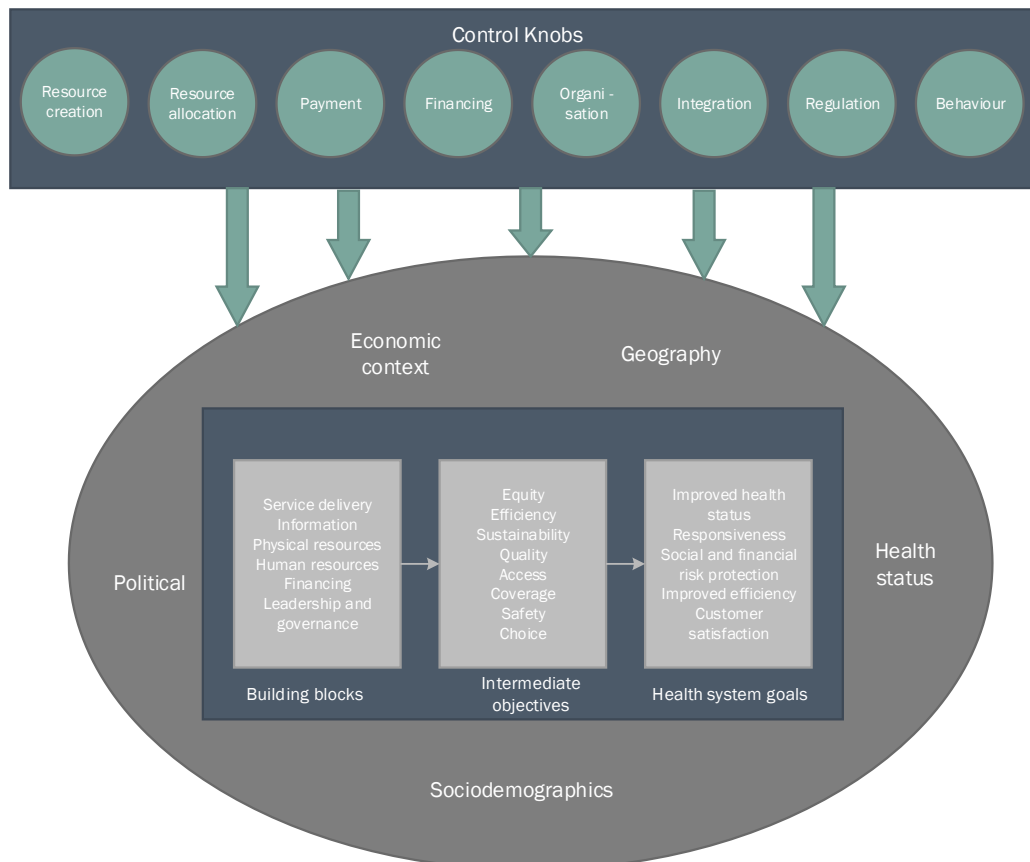 Control Knobs
Resource
creation
Resource
allocation
Payment
Financing
Organi -
sation
Integration
Regulation
Behaviour
Economic
context
Geography
Political
Health
status
Service delivery
Information
Physical resources
Human resources
Financing
Leadership and
governance
Building blocks
Equity
Efficiency
Sustainability
Quality
Access
Coverage
Safety
Choice
Intermediate
objectives
Improved health
status
Responsiveness
Social and financial
risk protection
Improved efficiency
Customer
satisfaction
Health system goals
Sociodemographics